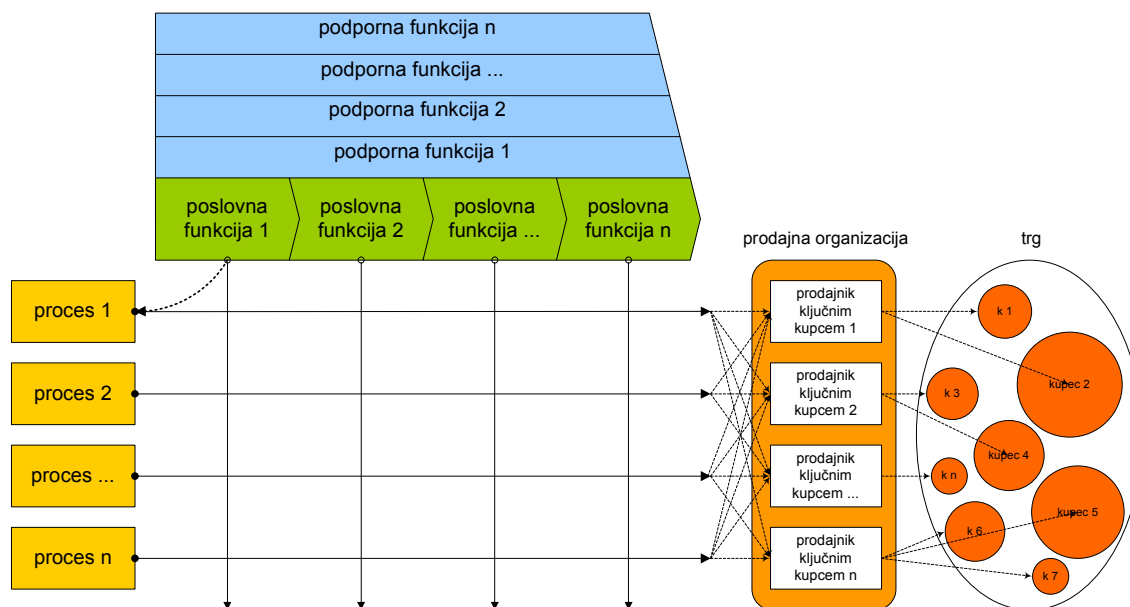 podporna funkcija n
podporna funkcija ...
podporna funkcija 2
podporna funkcija 1
poslovna
funkcija 1
poslovna
funkcija 2
poslovna
funkcija ...
poslovna
funkcija n
prodajna organizacija
trg
proces 1
proces 2
proces ...
proces n
prodajnik
ključnim
kupcem 1
prodajnik
ključnim
kupcem 2
prodajnik
ključnim
kupcem ...
prodajnik
ključnim
kupcem n
k 1
kupec 2
k 3
kupec 4
k n
kupec 5
k 6
k 7